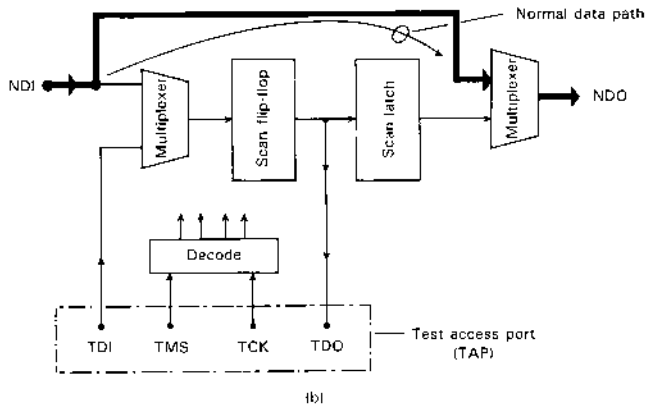 Normal data path
NDI
Multiplexer
Scan flip-flop
Scan latch
Multiplexer
NDO
Decode
TDI
TMS
TCK
TDO
Test access port
(TAP)
(b)